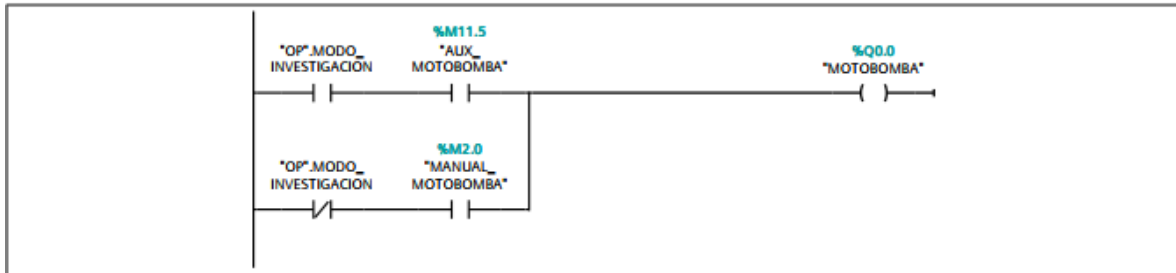 %M11.5
%Q0.0
"OP".MODO_
"AUX_
"MOTOBOMBA"
INVESTIGACION
MOTOBOMBA"
%M2.0
"OP".MODO_
"MANUAL_
INVESTIGACION
MOTOBOMBA"